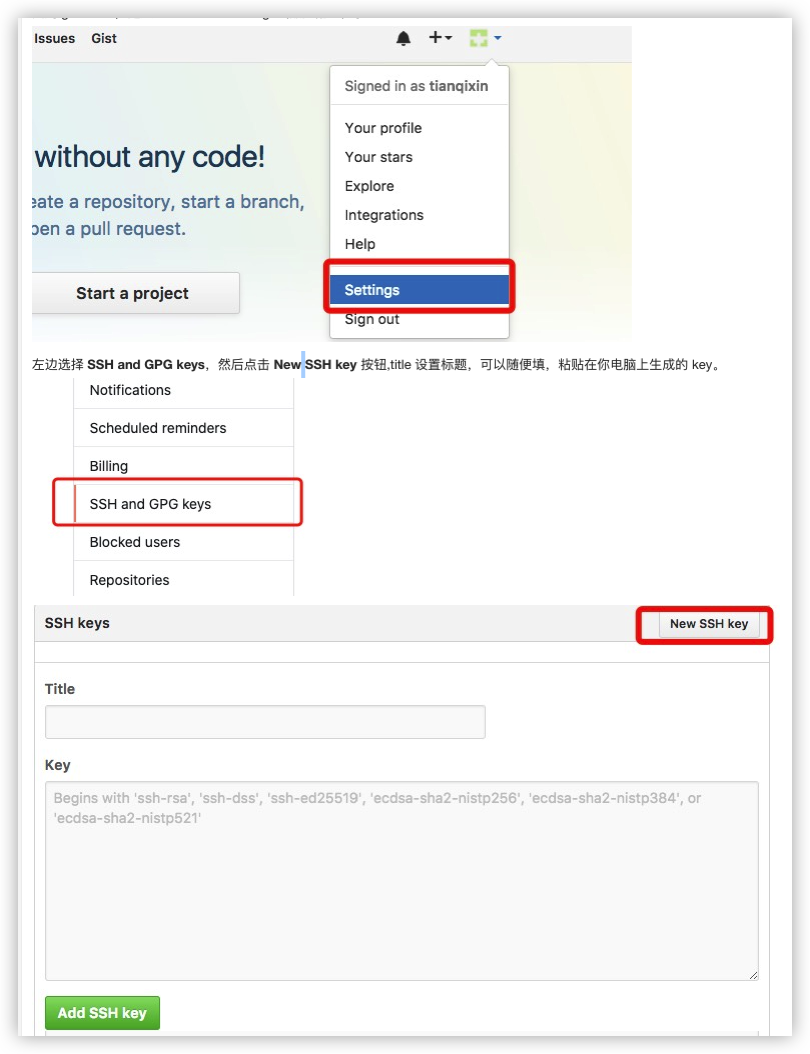 Issues Gist
Signed in as tianqixin
Your profile
Your stars
Explore
Integrations
Help
Settings
Sign out
without any code!
eate a repository, start a branch,
pen a pull request.
Start a project
左边选择 SSH and GPG keys，然后点击 New SSH key 按钮,title 设置标题，可以随便填，粘贴在你电脑上生成的 key。
Notifications
Scheduled reminders
Billing
SSH and GPG keys
Blocked users
Repositories
SSH keys
New SSH key
Title
Key
Begins with 'ssh-rsa', 'ssh-dss', 'ssh-ed25519', 'ecdsa-sha2-nistp256', 'ecdsa-sha2-nistp384', or
'ecdsa-sha2-nistp521'
Add SSH key